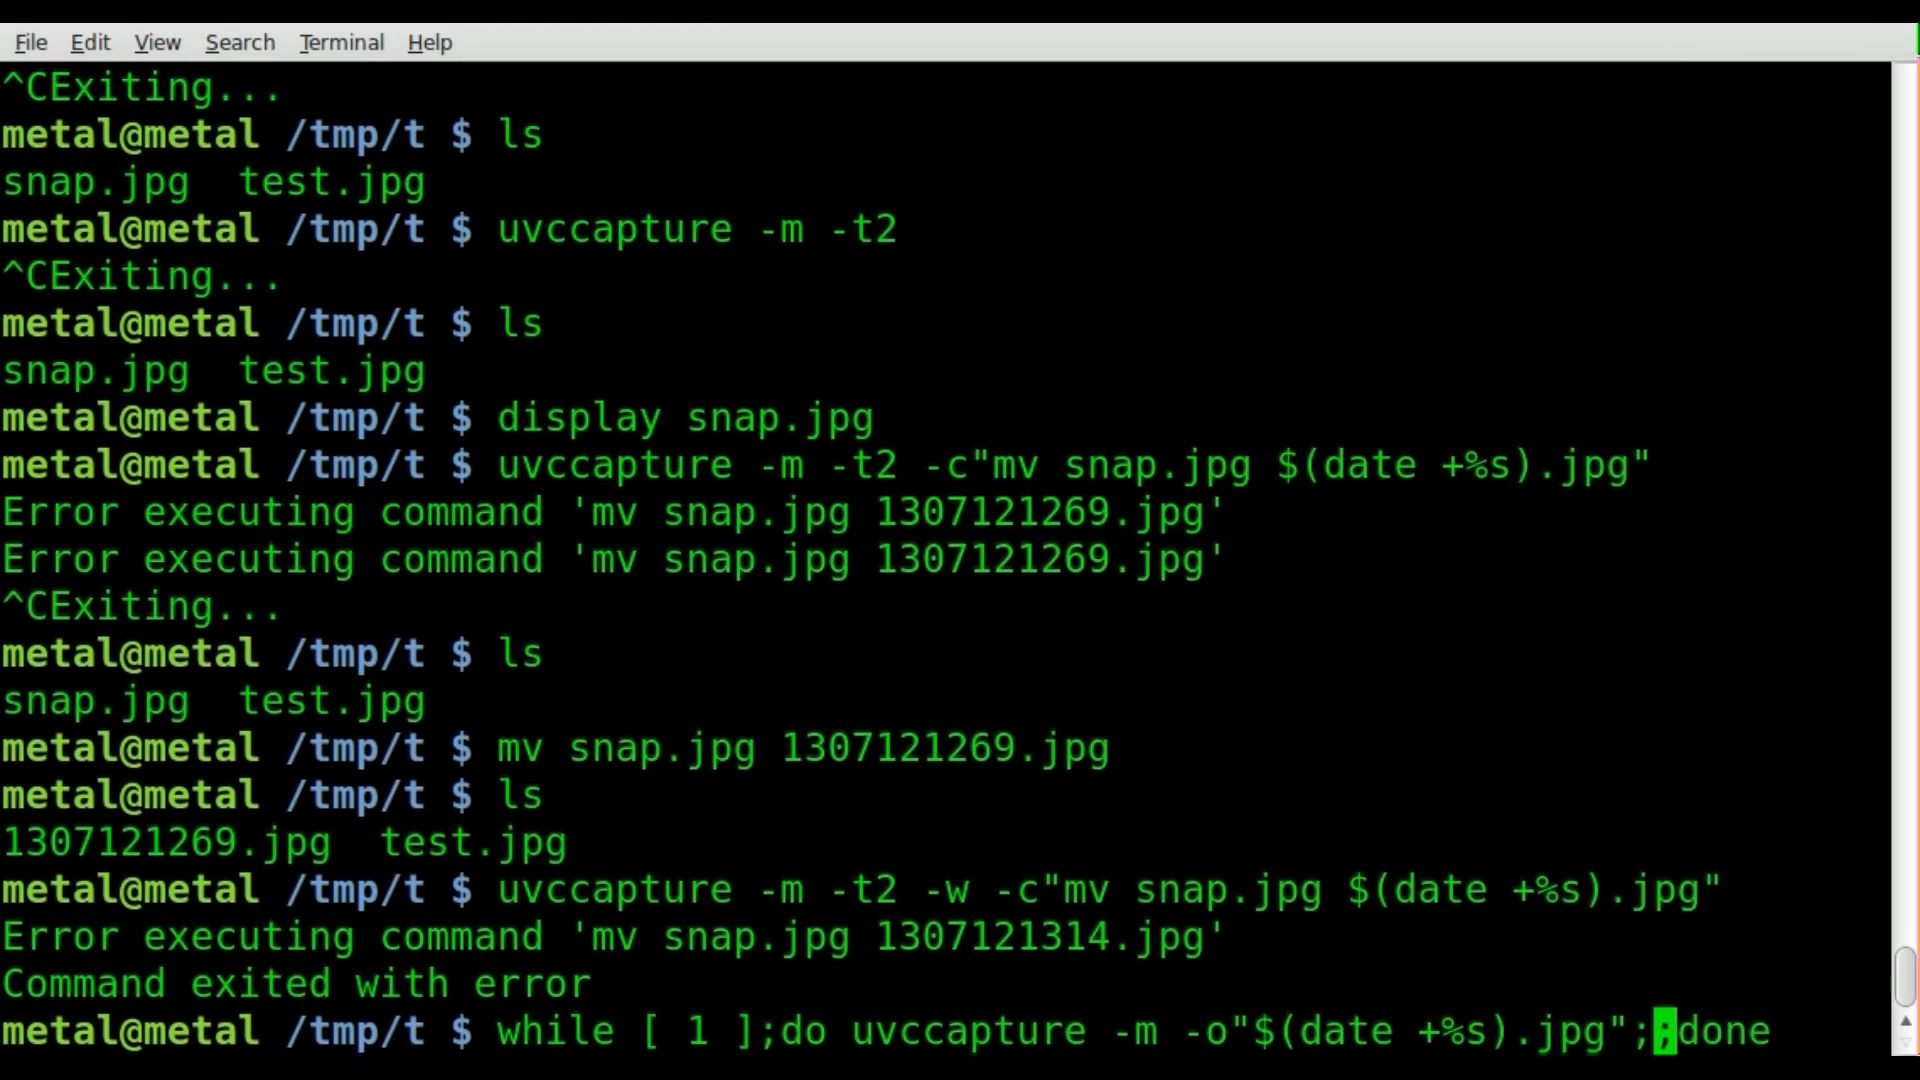 File Edit View Search Terminal Help
^CExiting...
metal@metal /tmp/t $ ls
snap.jpg  test.jpg
metal@metal /tmp/t $ uvccapture -m -t2
^CExiting...
metal@metal /tmp/t $ ls
snap.jpg  test.jpg
metal@metal /tmp/t $ display snap.jpg
metal@metal /tmp/t $ uvccapture -m -t2 -c"mv snap.jpg $(date +%s).jpg"
Error executing command 'mv snap.jpg 1307121269.jpg'
Error executing command 'mv snap.jpg 1307121269.jpg'
^CExiting...
metal@metal /tmp/t $ ls
snap.jpg  test.jpg
metal@metal /tmp/t $ mv snap.jpg 1307121269.jpg
metal@metal /tmp/t $ ls
1307121269.jpg  test.jpg
metal@metal /tmp/t $ uvccapture -m -t2 -w -c"mv snap.jpg $(date +%s).jpg"
Error executing command 'mv snap.jpg 1307121314.jpg'
Command exited with error
metal@metal /tmp/t $ while [ 1 ];do uvccapture -m -o"$(date +%s).jpg";;done